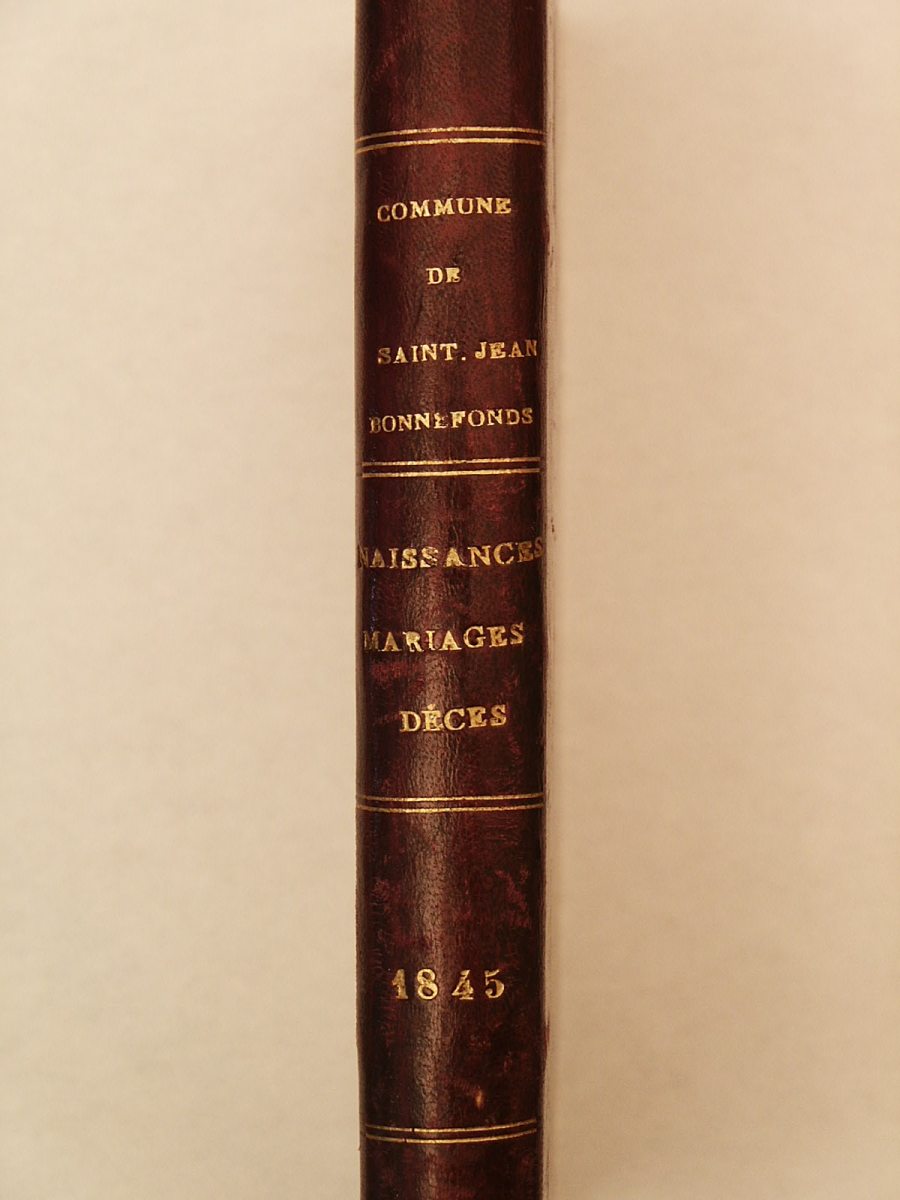 COMMUNE
DE
SAINT. JEAN
BONNEFONDS
NAISSANCES
MARIAGES
DÉCES
1845